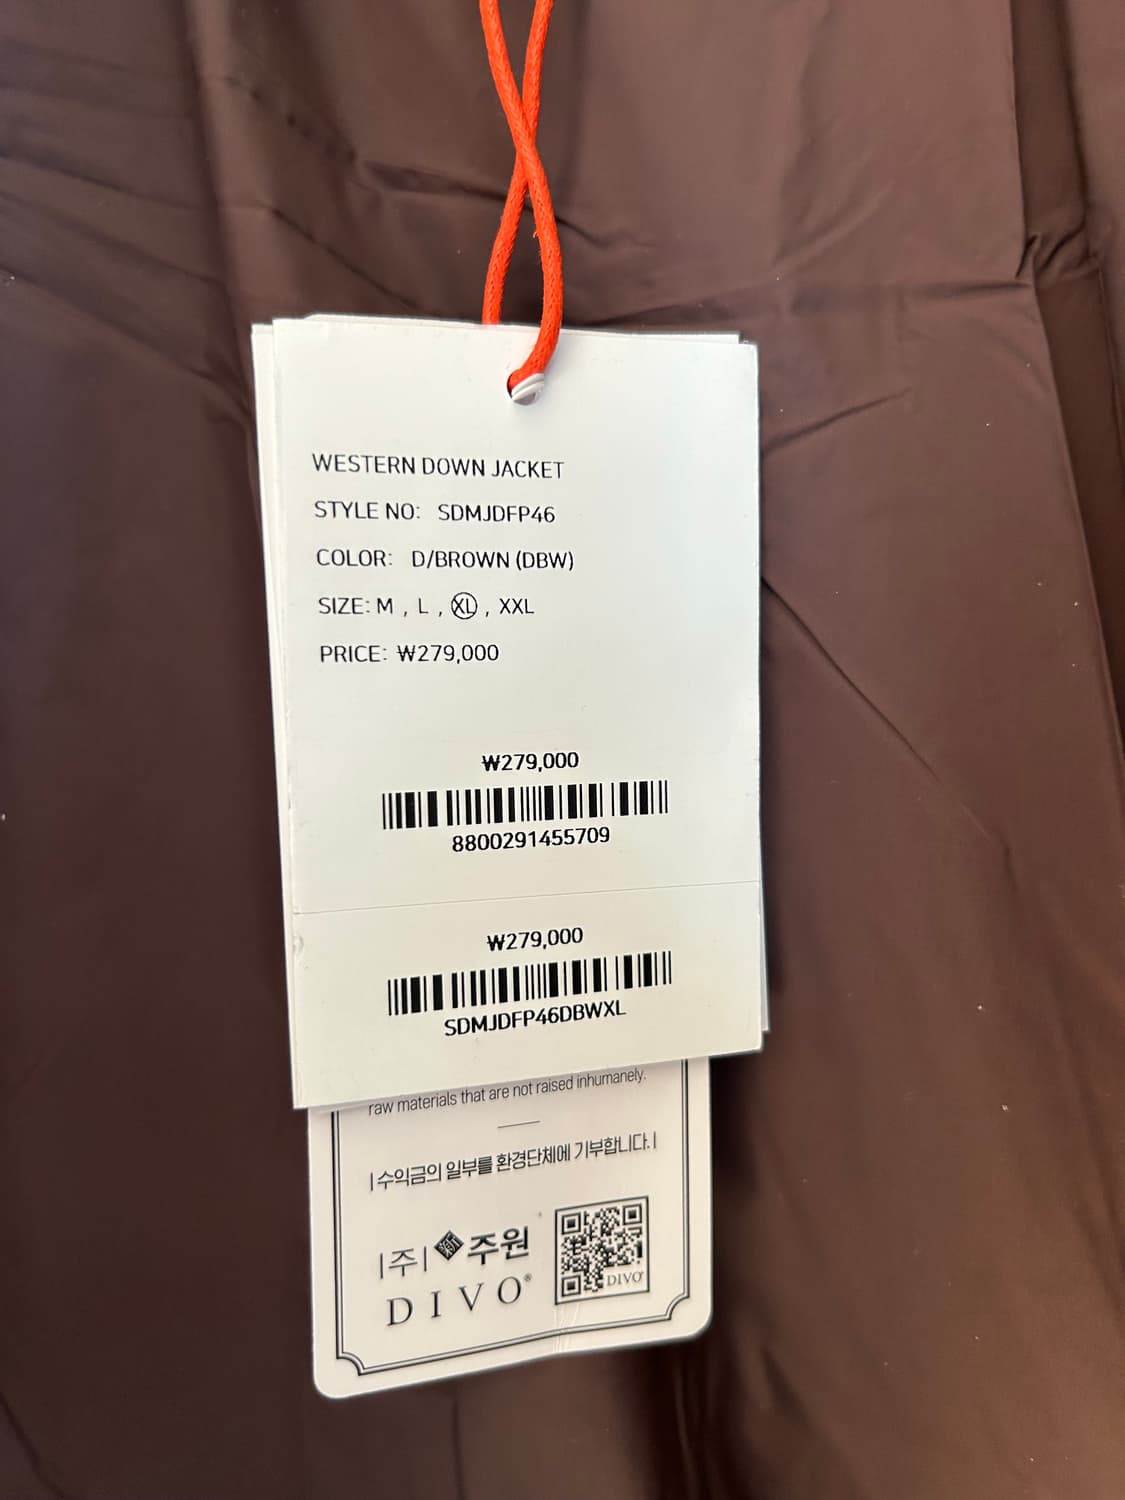 WESTERN DOWN JACKET
STYLE NO: SDMJDFP46
COLOR: D/BROWN (DBW)
SIZE: M , L , XL , XXL
PRICE: ₩279,000
₩279,000
8800291455709
₩279,000
SDMJDFP46DBWXL
raw materials that are not raised inhumanely.
|수익금의 일부를 환경단체에 기부합니다.|
|주| 주원
DIVO®
DIVO